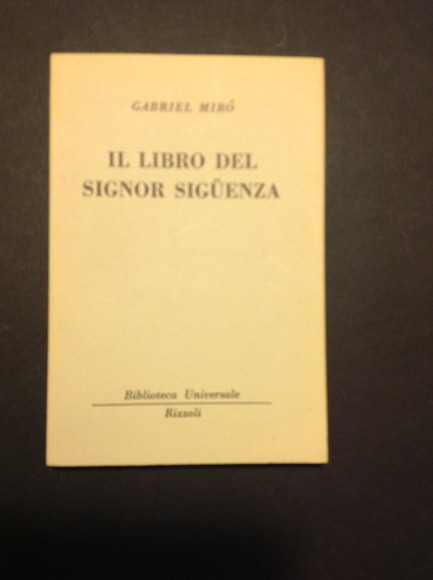 GABRIEL MIRÓ
IL LIBRO DEL
SIGNOR SIGÜENZA
Biblioteca Universale
Rizzoli